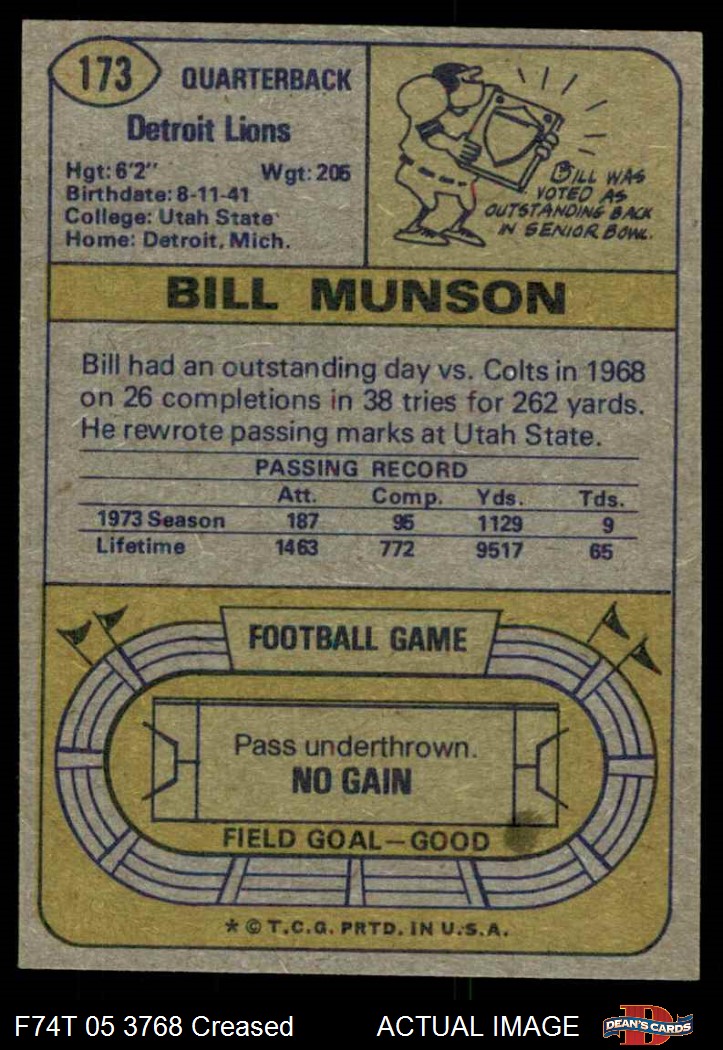 173
QUARTERBACK
Detroit Lions
Hgt: 6'2" Wgt: 205
Birthdate: 8-11-41
College: Utah State
Home: Detroit, Mich.
BILL WAS
VOTED AS
OUTSTANDING BACK
IN SENIOR BOWL.
BILL MUNSON
Bill had an outstanding day vs. Colts in 1968
on 26 completions in 38 tries for 262 yards.
He rewrote passing marks at Utah State.
PASSING RECORD
Att. Comp. Yds. Tds.
1973 Season 187 95 1129 9
Lifetime 1463 772 9517 65
FOOTBALL GAME
Pass underthrown.
NO GAIN
FIELD GOAL—GOOD
* © T.C.G. PRTD. IN U.S.A.
F74T 05 3768 Creased ACTUAL IMAGE
DEAN'S CARDS